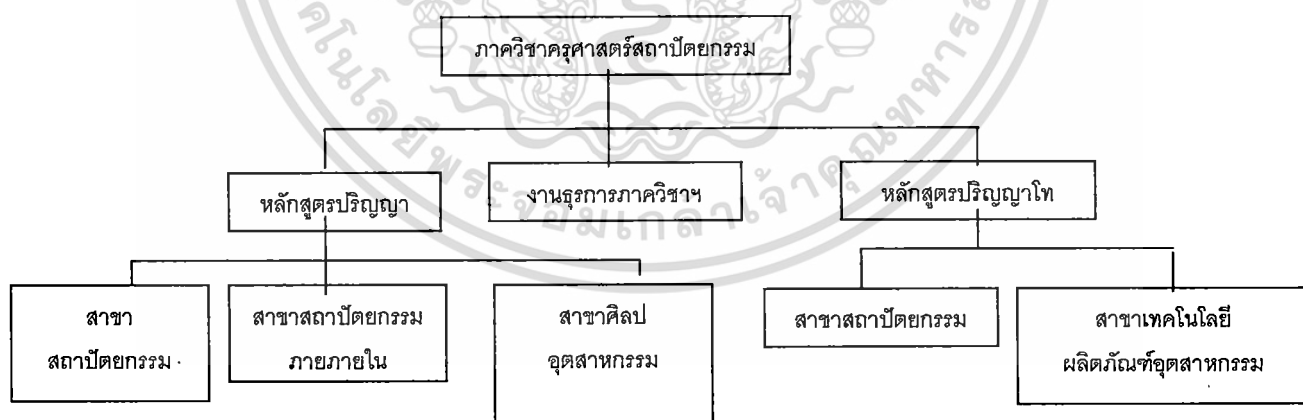 ภาควิชาครุศาสตร์สถาปัตยกรรม
หลักสูตรปริญญา
งานธุรการภาควิชาฯ
หลักสูตรปริญญาโท
สาขา
สถาปัตยกรรม
สาขาสถาปัตยกรรม
ภายภายใน
สาขาศิลป
อุตสาหกรรม
สาขาสถาปัตยกรรม
สาขาเทคโนโลยี
ผลิตภัณฑ์อุตสาหกรรม